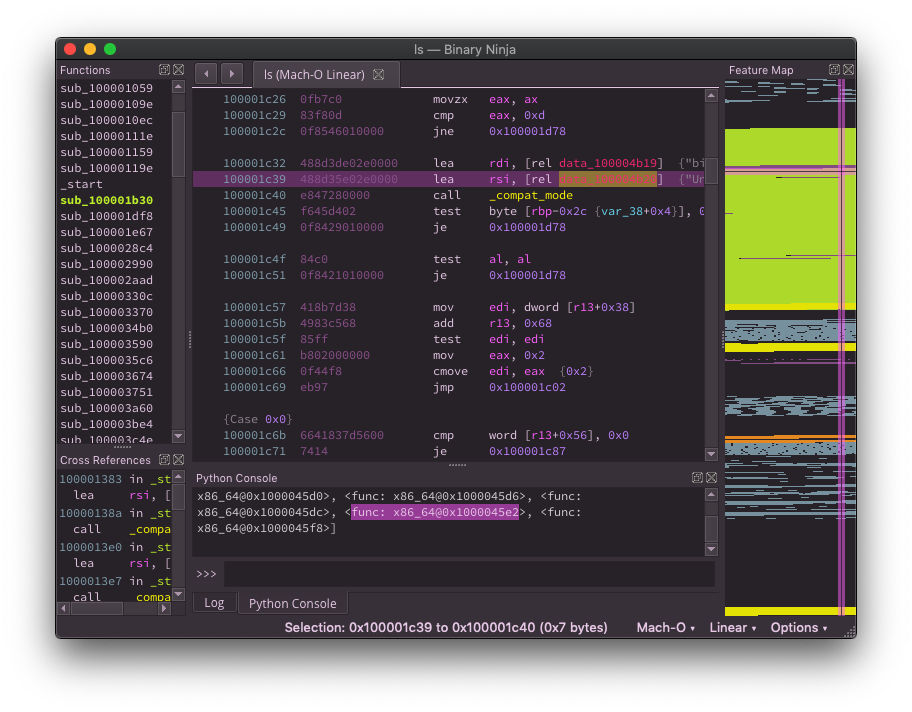 ls — Binary Ninja
Functions
sub_100001059
sub_10000109e
sub_1000010ec
sub_10000111e
sub_100001159
sub_10000119e
_start
sub_100001b30
sub_100001df8
sub_100001e67
sub_1000028c4
sub_100002990
sub_100002aad
sub_10000330c
sub_100003370
sub_1000034b0
sub_100003590
sub_1000035c6
sub_100003674
sub_100003751
sub_100003a60
sub_100003be4
sub_100003c4e
Cross References
100001383 in _st
lea rsi, [
10000138a in _st
call _compa
1000013e0 in _st
lea rsi, [
1000013e7 in _st
call _compa
ls (Mach-O Linear)
100001c26 0fb7c0 movzx eax, ax
100001c29 83f80d cmp eax, 0xd
100001c2c 0f8546010000 jne 0x100001d78
100001c32 488d3de02e0000 lea rdi, [rel data_100004b19] {"bi
100001c39 488d35e02e0000 lea rsi, [rel {"Un
100001c40 e847280000 call _compat_mode
100001c45 f645d402 test byte [rbp-0x2c {var_38+0x4}], 0
100001c49 0f8429010000 je 0x100001d78
100001c4f 84c0 test al, al
100001c51 0f8421010000 je 0x100001d78
100001c57 418b7d38 mov edi, dword [r13+0x38]
100001c5b 4983c568 add r13, 0x68
100001c5f 85ff test edi, edi
100001c61 b802000000 mov eax, 0x2
100001c66 0f44f8 cmove edi, eax {0x2}
100001c69 eb97 jmp 0x100001c02
{Case 0x0}
100001c6b 6641837d5600 cmp word [r13+0x56], 0x0
100001c71 7414 je 0x100001c87
Python Console
x86_64@0x1000045d0>, <func: x86_64@0x1000045d6>, <func:
x86_64@0x1000045dc>, <func: x86_64@0x1000045e2>, <func:
x86_64@0x1000045f8>]
>>>
Log
Python Console
Feature Map
Selection: 0x100001c39 to 0x100001c40 (0x7 bytes)
Mach-O
Linear
Options